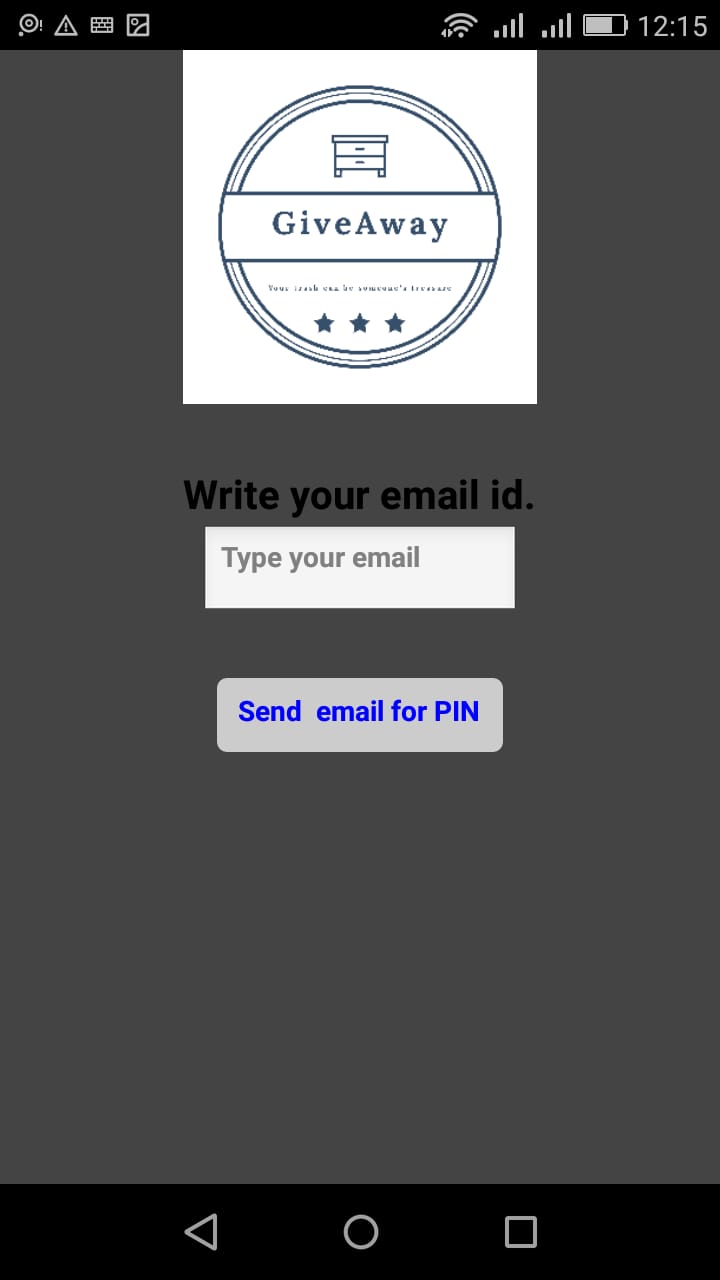 12:15
GiveAway
Your trash can be someone's treasure
Write your email id.
Type your email
Send  email for PIN